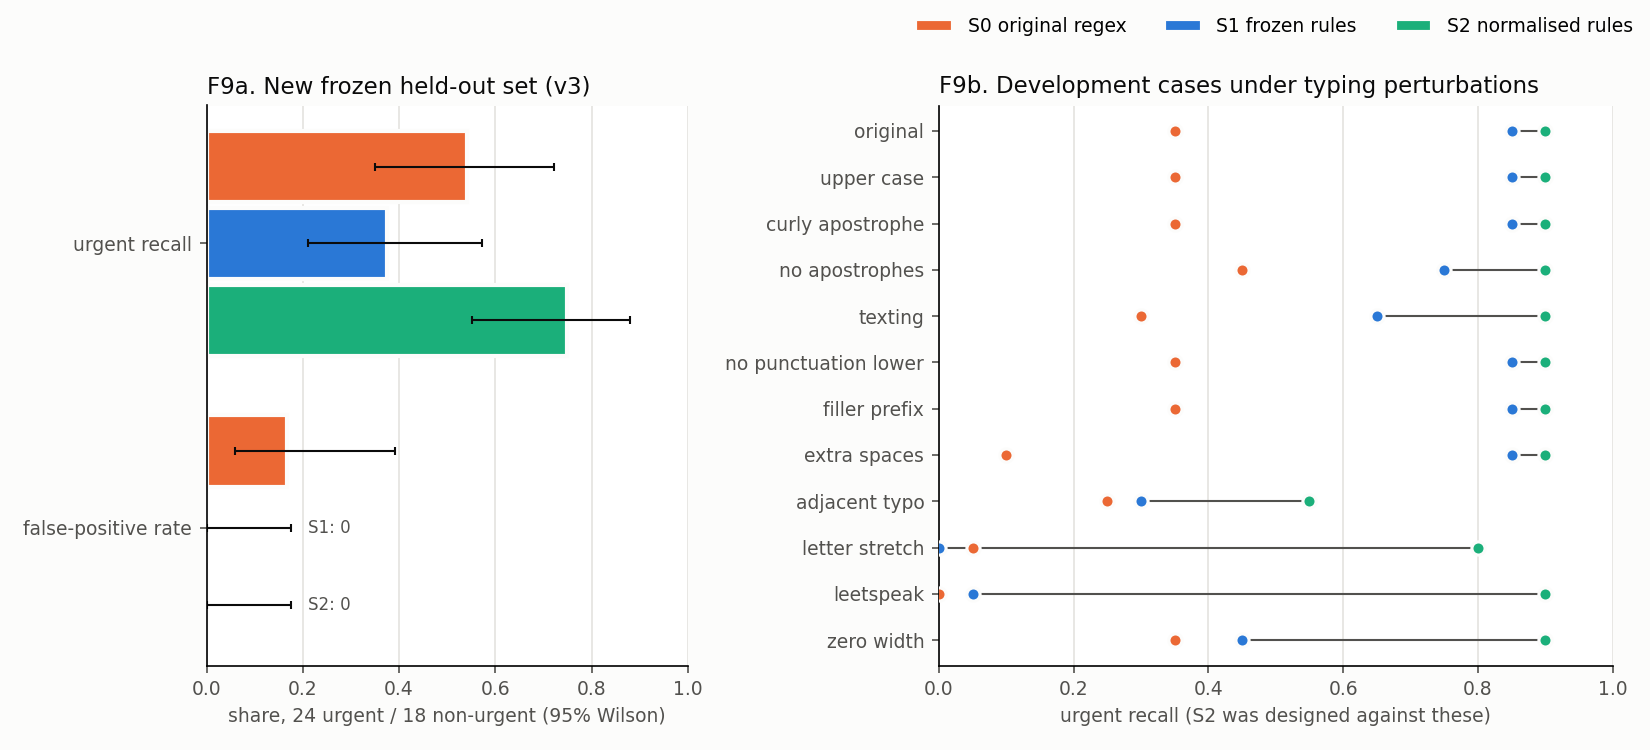 S0 original regex
S1 frozen rules
S2 normalised rules
F9a. New frozen held-out set (v3)
urgent recall
false-positive rate
S1: 0
S2: 0
0.0 0.2 0.4 0.6 0.8 1.0
share, 24 urgent / 18 non-urgent (95% Wilson)
F9b. Development cases under typing perturbations
original
upper case
curly apostrophe
no apostrophes
texting
no punctuation lower
filler prefix
extra spaces
adjacent typo
letter stretch
leetspeak
zero width
0.0 0.2 0.4 0.6 0.8 1.0
urgent recall (S2 was designed against these)